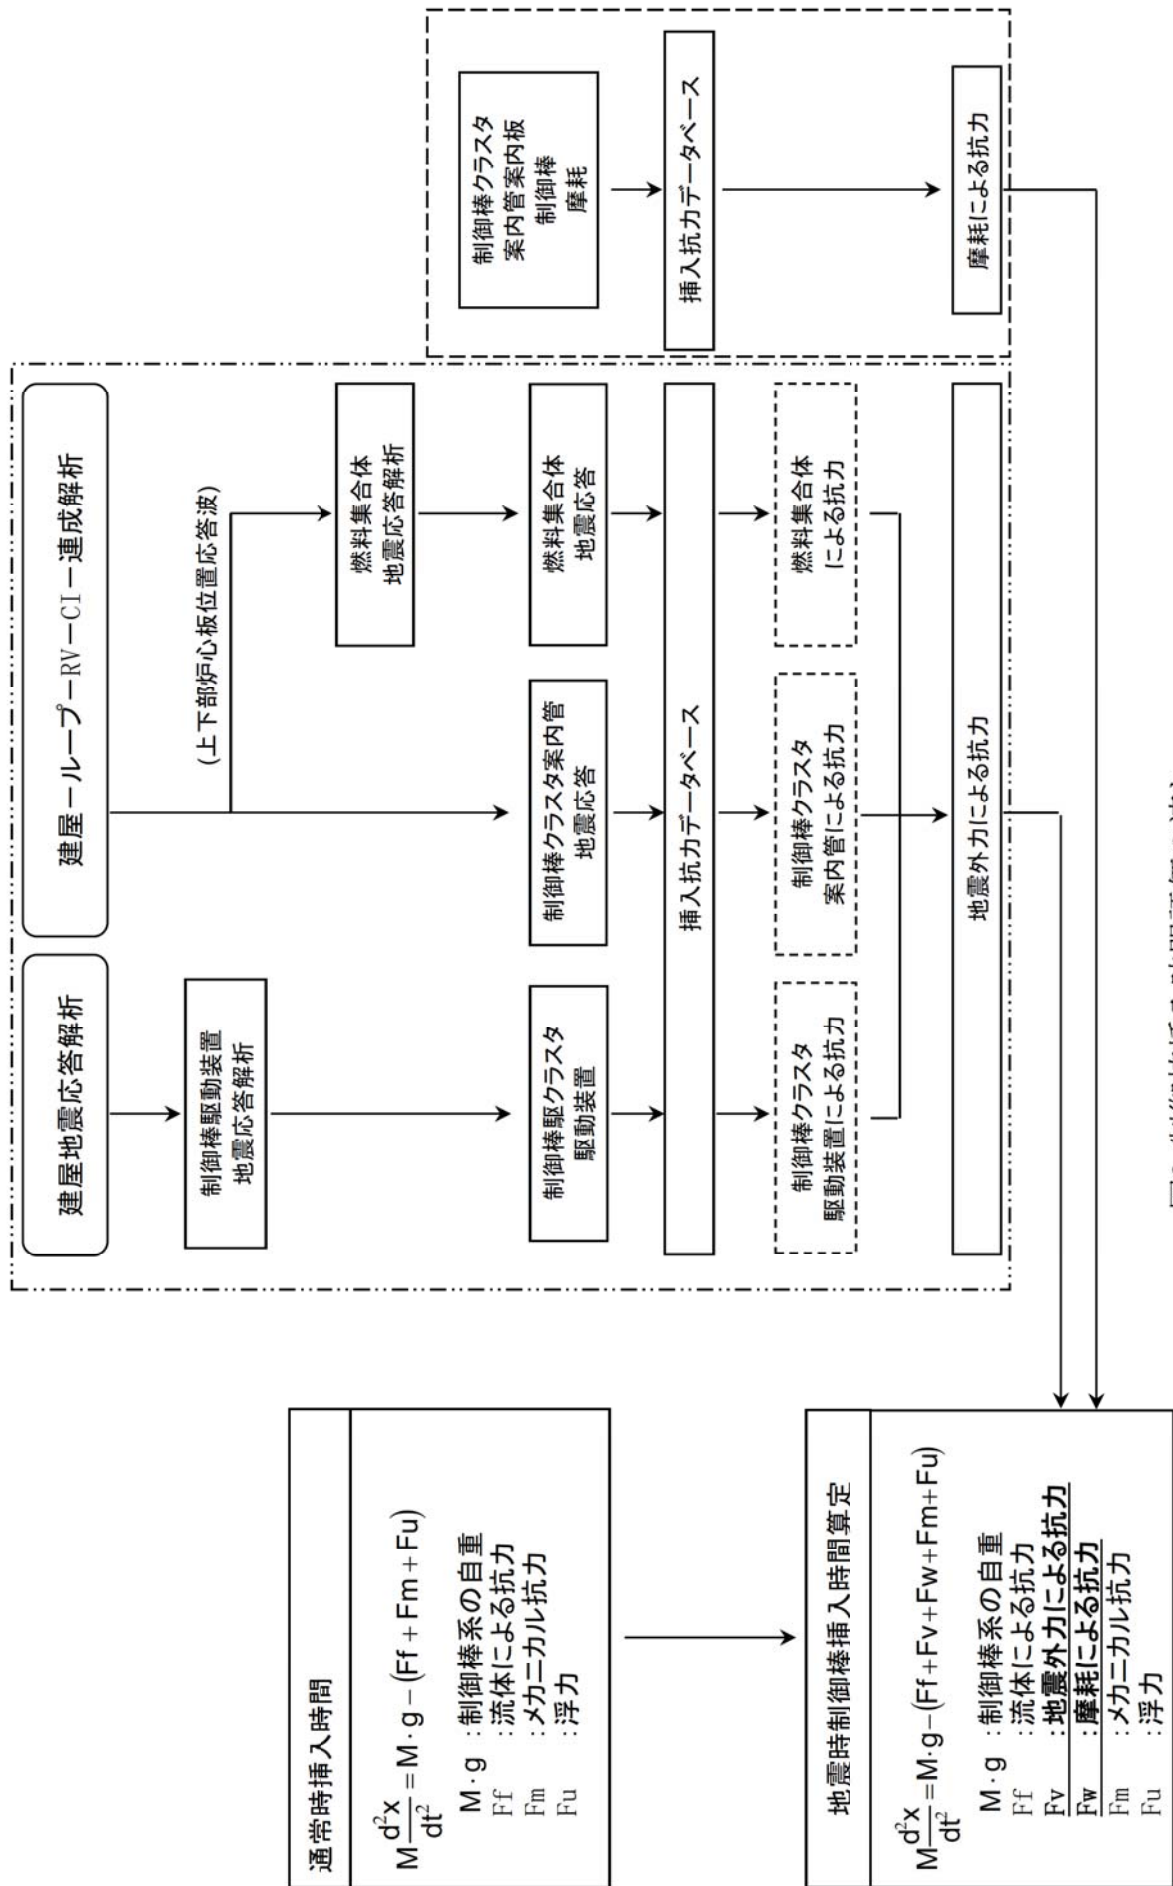 通常時挿入時間
M d²x/dt² = M·g－(Ff＋Fm＋Fu)
M·g :制御棒系の自重
Ff :流体による抗力
Fm :メカニカル抗力
Fu :浮力
地震時制御棒挿入時間算定
M d²x/dt² = M·g－(Ff＋Fv＋Fw＋Fm＋Fu)
M·g :制御棒系の自重
Ff :流体による抗力
Fv :地震外力による抗力
Fw :摩耗による抗力
Fm :メカニカル抗力
Fu :浮力
建屋地震応答解析
建屋－ループ－RV－CI－連成解析
制御棒駆動装置
地震応答解析
(上下部炉心板位置応答波)
燃料集合体
地震応答解析
制御棒駆クラスタ
駆動装置
制御棒クラスタ案内管
地震応答
燃料集合体
地震応答
挿入抗力データベース
制御棒クラスタ
駆動装置による抗力
制御棒クラスタ
案内管による抗力
燃料集合体
による抗力
地震外力による抗力
制御棒クラスタ
案内管案内板
制御棒
摩耗
挿入抗力データベース
摩耗による抗力